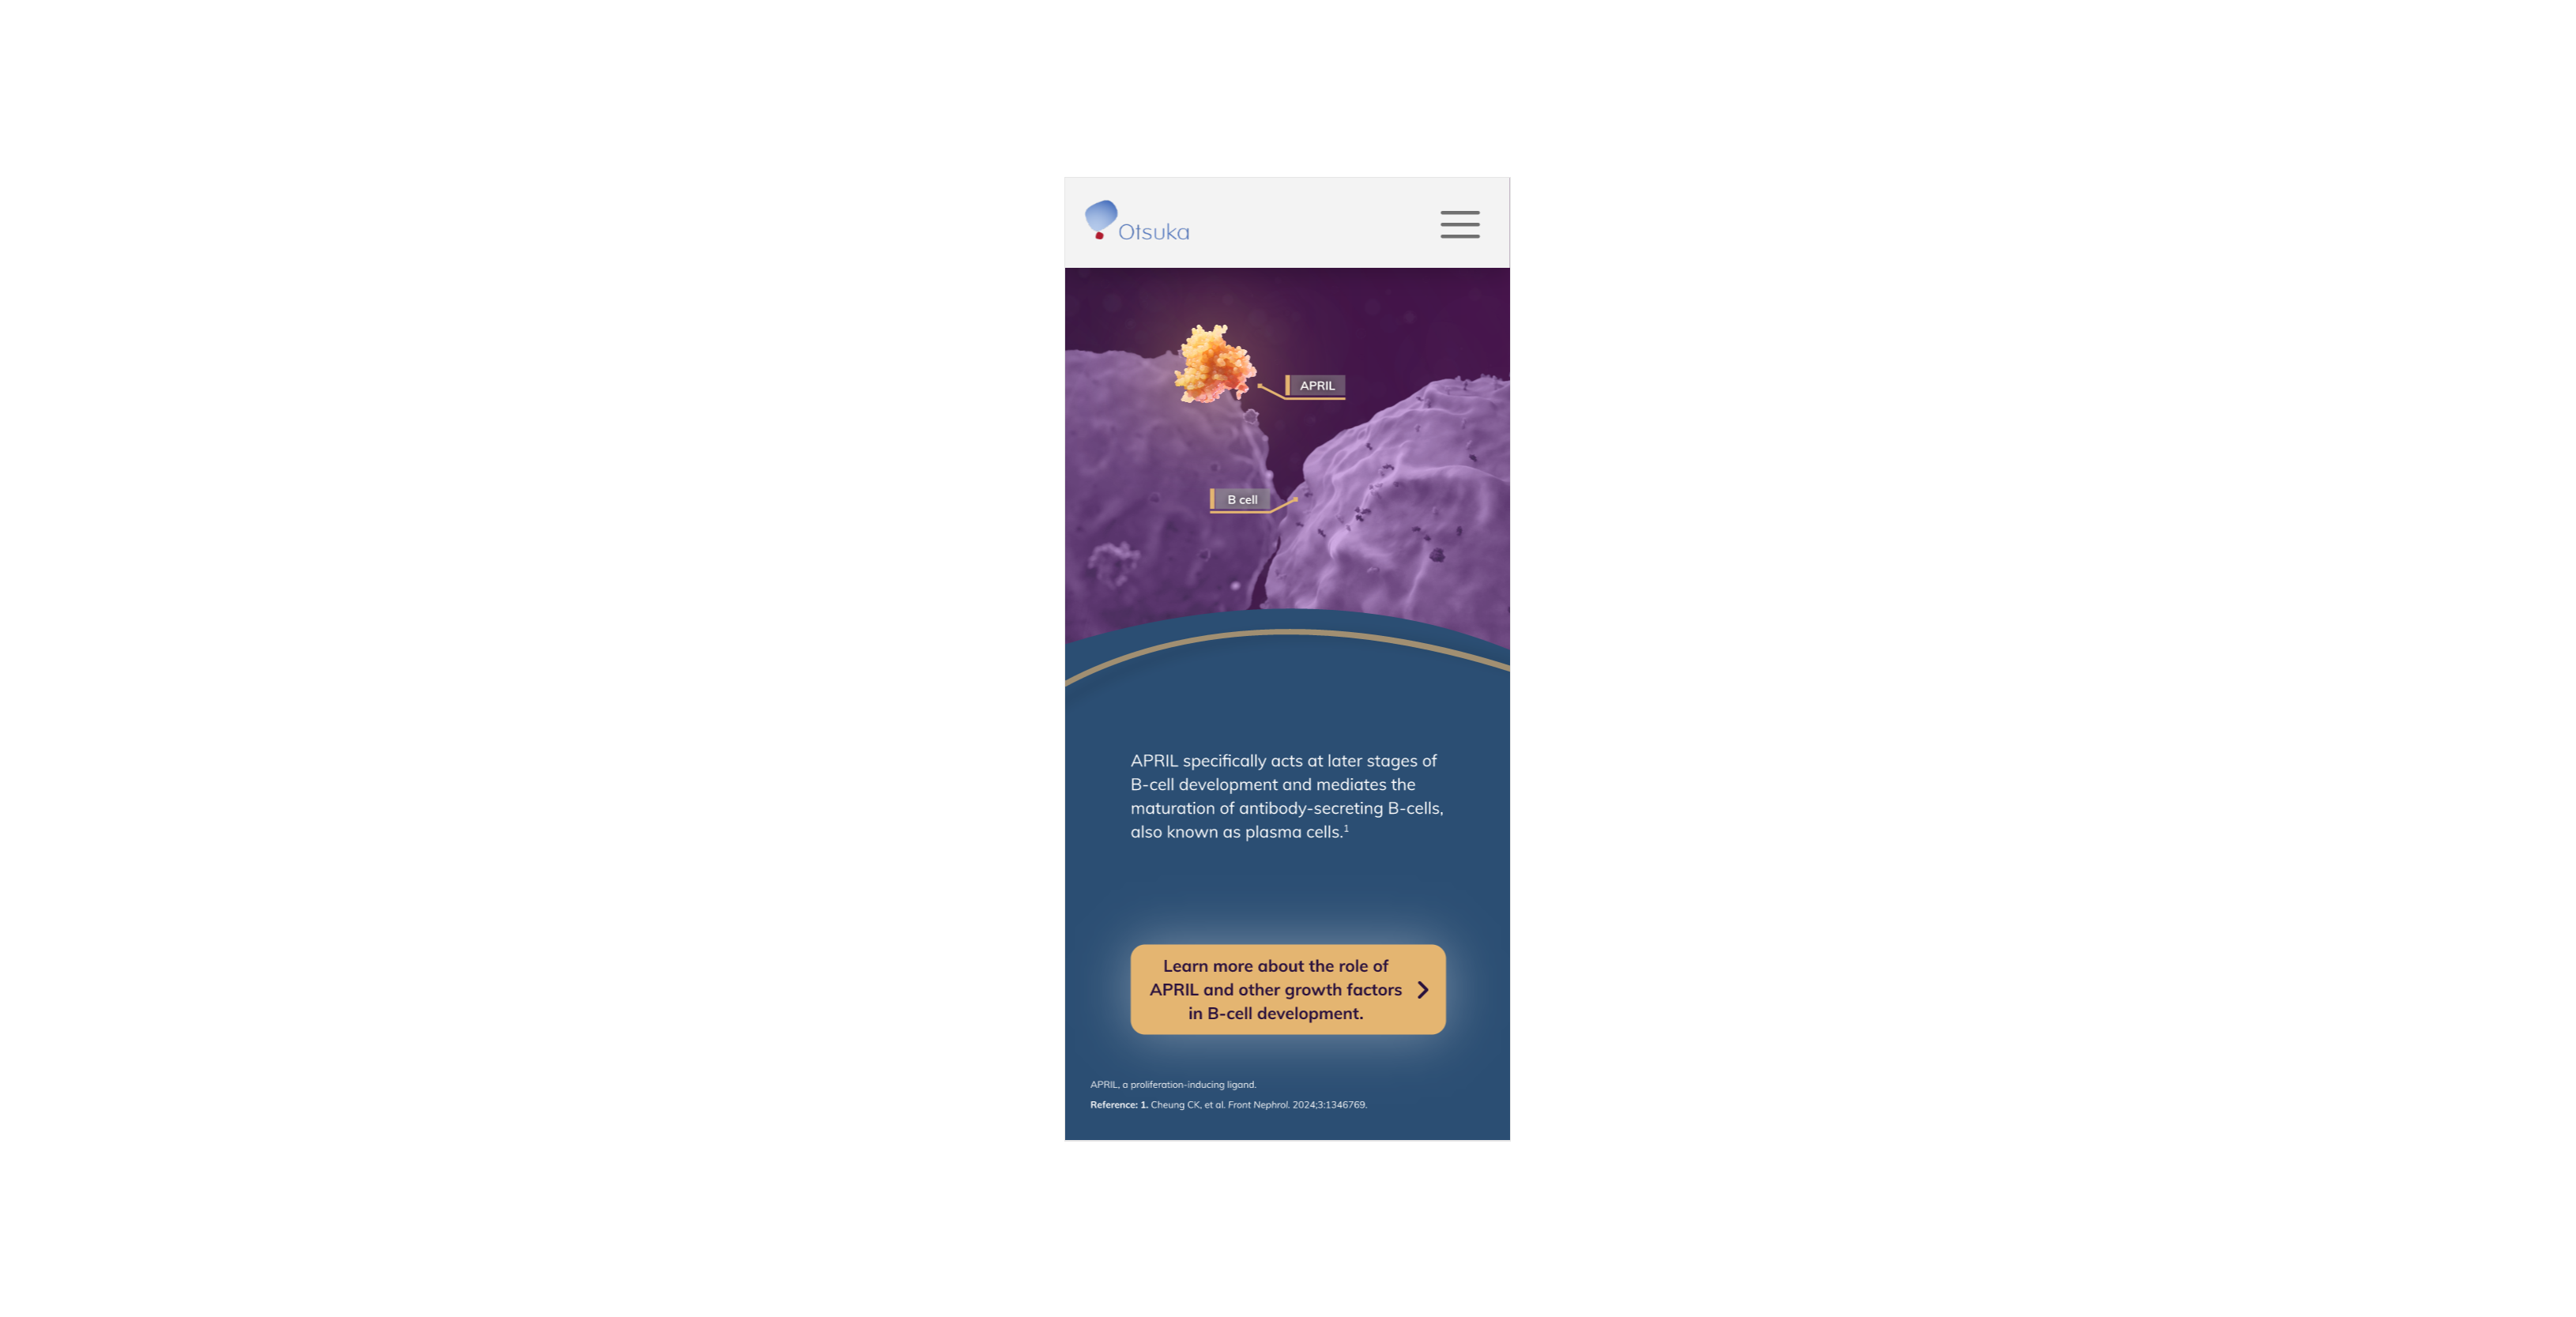 Otsuka
APRIL
B cell
APRIL specifically acts at later stages of
B-cell development and mediates the
maturation of antibody-secreting B-cells,
also known as plasma cells.¹
Learn more about the role of
APRIL and other growth factors
in B-cell development.
APRIL, a proliferation-inducing ligand.
Reference: 1. Cheung CK, et al. Front Nephrol. 2024;3:1346769.